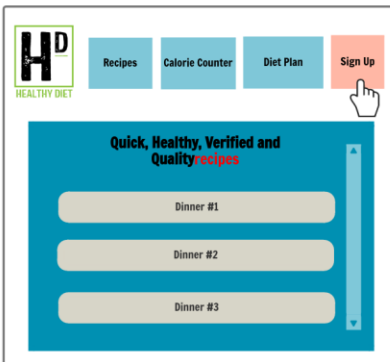 HD
HEALTHY DIET
Recipes
Calorie Counter
Diet Plan
Sign Up
Quick, Healthy, Verified and
Qualityrecipes
Dinner #1
Dinner #2
Dinner #3